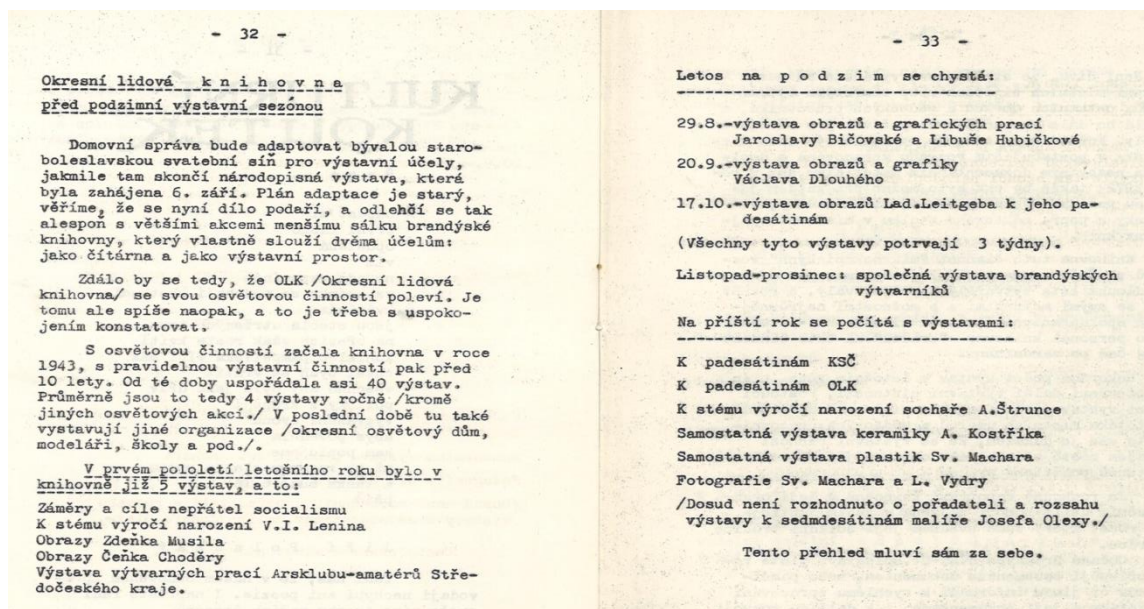 - 32 -
Okresní lidová k n i h o v n a
před podzimní výstavní sezónou
Domovní správa bude adaptovat bývalou staro-
boleslavskou svatební síň pro výstavní účely,
jakmile tam skončí národopisná výstava, která
byla zahájena 6. září. Plán adaptace je starý,
věříme, že se nyní dílo podaří, a odlehčí se tak
alespoň s většími akcemi menšímu sálku brandýské
knihovny, který vlastně slouží dvěma účelům:
jako čítárna a jako výstavní prostor.
Zdálo by se tedy, že OLK /Okresní lidová
knihovna/ se svou osvětovou činností poleví. Je
tomu ale spíše naopak, a to je třeba s uspoko-
jením konstatovat.
S osvětovou činností začala knihovna v roce
1943, s pravidelnou výstavní činností pak před
10 lety. Od té doby uspořádala asi 40 výstav.
Průměrně jsou to tedy 4 výstavy ročně /kromě
jiných osvětových akcí./ V poslední době tu také
vystavují jiné organizace /okresní osvětový dům,
modeláři, školy a pod./.
V prvém pololetí letošního roku bylo v
knihovně již 5 výstav, a to:
Záměry a cíle nepřátel socialismu
K stému výročí narození V.I. Lenina
Obrazy Zdeňka Musila
Obrazy Čeňka Choděry
Výstava výtvarných prací Arsklubu-amatérů Stře-
dočeského kraje.
- 33 -
Letos na p o d z i m se chystá:
29.8.-výstava obrazů a grafických prací
Jaroslavy Bičovské a Libuše Hubičkové
20.9.-výstava obrazů a grafiky
Václava Dlouhého
17.10.-výstava obrazů Lad.Leitgeba k jeho pa-
desátinám
(Všechny tyto výstavy potrvají 3 týdny).
Listopad-prosinec: společná výstava brandýských
výtvarníků
Na příští rok se počítá s výstavami:
K padesátinám KSČ
K padesátinám OLK
K stému výročí narození sochaře A.Štrunce
Samostatná výstava keramiky A. Kostříka
Samostatná výstava plastik Sv. Machara
Fotografie Sv. Machara a L. Vydry
/Dosud není rozhodnuto o pořadateli a rozsahu
výstavy k sedmdesátinám malíře Josefa Olexy./
Tento přehled mluví sám za sebe.